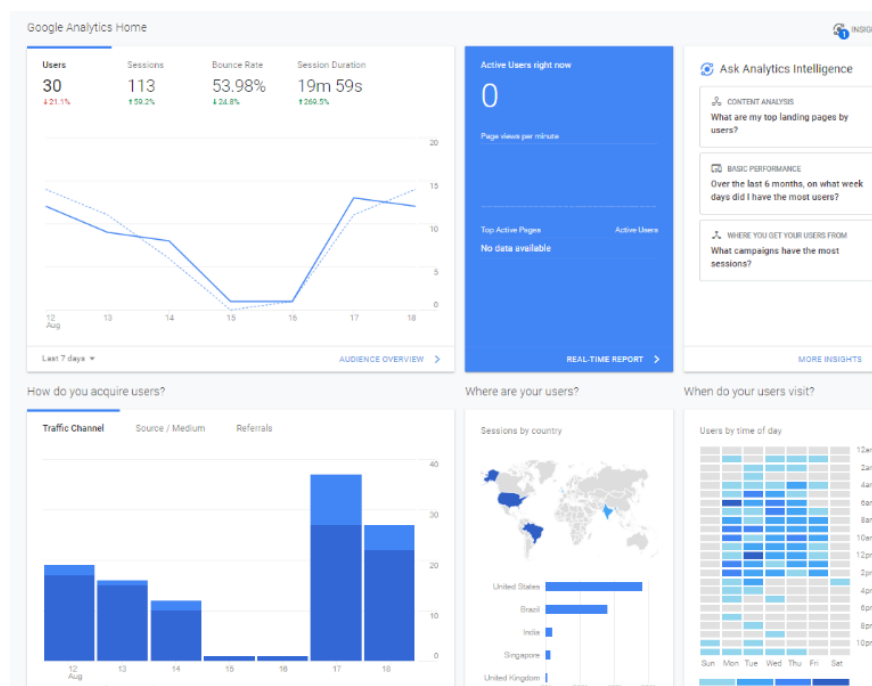 Google Analytics Home
1
Users Sessions Bounce Rate Session Duration
30 113 53.98% 19m 59s
↓21.1% ↑59.2% ↓24.8% ↑269.5%
20
15
10
5
0
12 13 14 15 16 17 18
Aug
Last 7 days
AUDIENCE OVERVIEW
Active Users right now
0
Page views per minute
Top Active Pages Active Users
No data available
REAL-TIME REPORT
Ask Analytics Intelligence
CONTENT ANALYSIS
What are my top landing pages by
users?
BASIC PERFORMANCE
Over the last 6 months, on what week
days did I have the most users?
WHERE YOU GET YOUR USERS FROM
What campaigns have the most
sessions?
MORE INSIGHTS
How do you acquire users?
Traffic Channel Source / Medium Referrals
40
30
20
10
0
12 13 14 15 16 17 18
Aug
Where are your users?
Sessions by country
United States
Brazil
India
Singapore
United Kingdom
When do your users visit?
Users by time of day
Sun Mon Tue Wed Thu Fri Sat